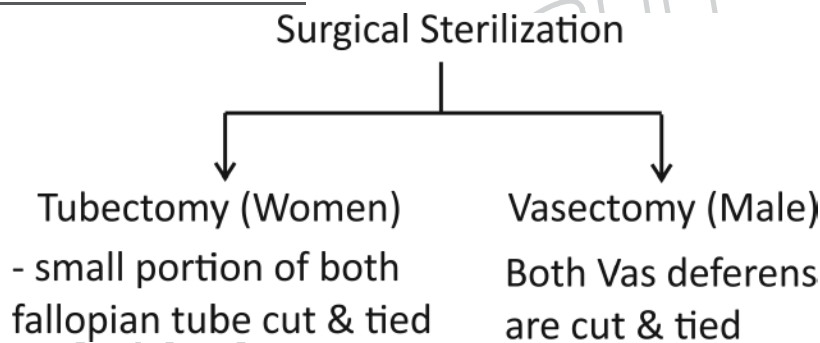 Surgical Sterilization
Tubectomy (Women)
- small portion of both
fallopian tube cut & tied
Vasectomy (Male)
Both Vas deferens
are cut & tied